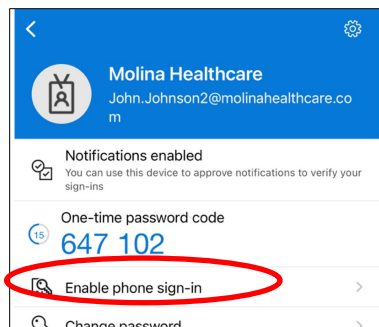 Molina Healthcare
John.Johnson2@molinahealthcare.co
m
Notifications enabled
You can use this device to approve notifications to verify your
sign-ins
One-time password code
15
647 102
Enable phone sign-in
Change password